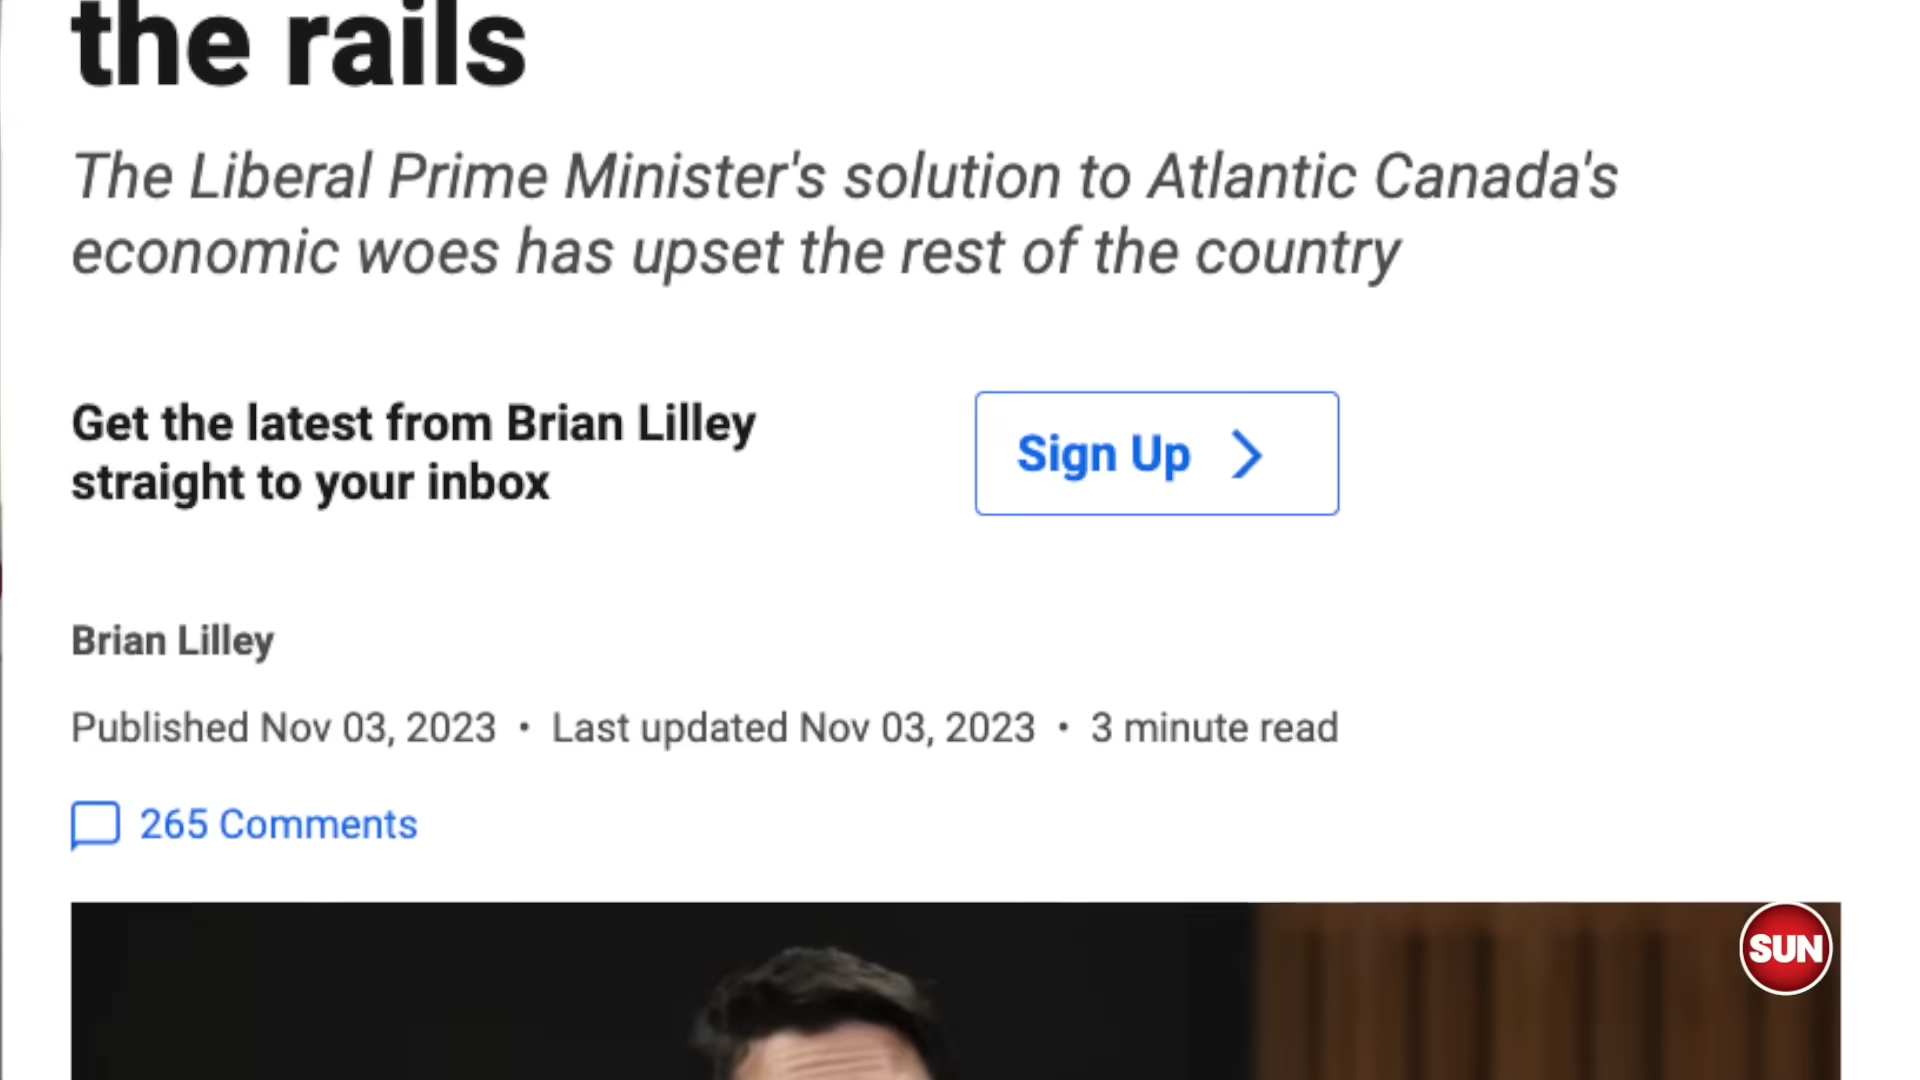 the rails
The Liberal Prime Minister's solution to Atlantic Canada's
economic woes has upset the rest of the country
Get the latest from Brian Lilley
straight to your inbox
Sign Up
Brian Lilley
Published Nov 03, 2023 • Last updated Nov 03, 2023 • 3 minute read
265 Comments
SUN